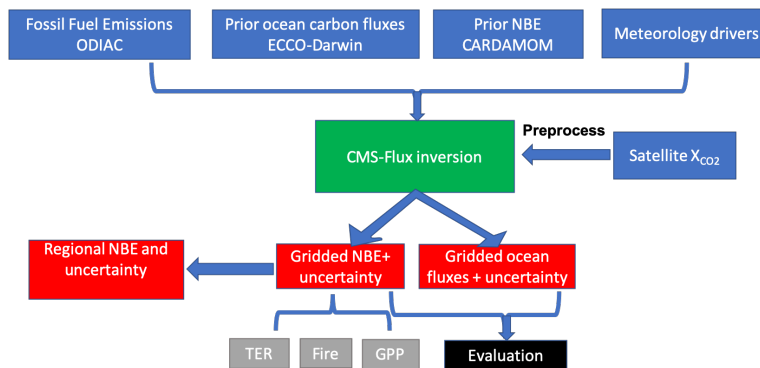 Fossil Fuel Emissions
ODIAC
Prior ocean carbon fluxes
ECCO-Darwin
Prior NBE
CARDAMOM
Meteorology drivers
CMS-Flux inversion
Preprocess
Satellite X_CO2
Regional NBE and
uncertainty
Gridded NBE+
uncertainty
Gridded ocean
fluxes + uncertainty
TER
Fire
GPP
Evaluation